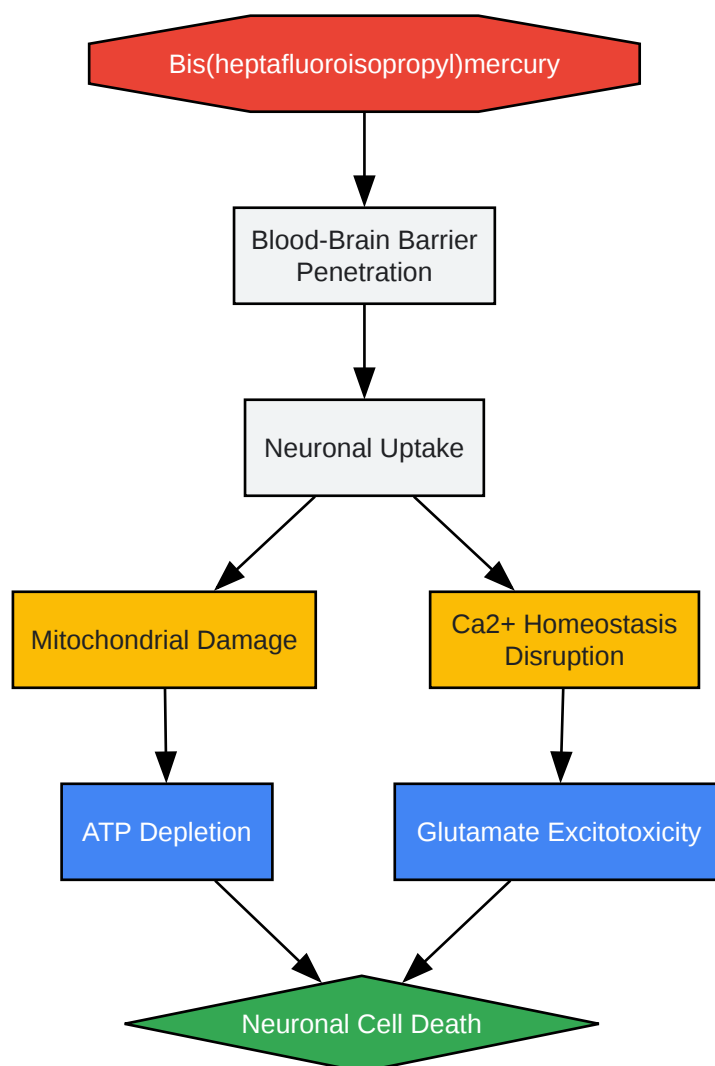 Bis(heptafluoroisopropyl)mercury
Blood-Brain Barrier
Penetration
Neuronal Uptake
Mitochondrial Damage
Ca2+ Homeostasis
Disruption
ATP Depletion
Glutamate Excitotoxicity
Neuronal Cell Death